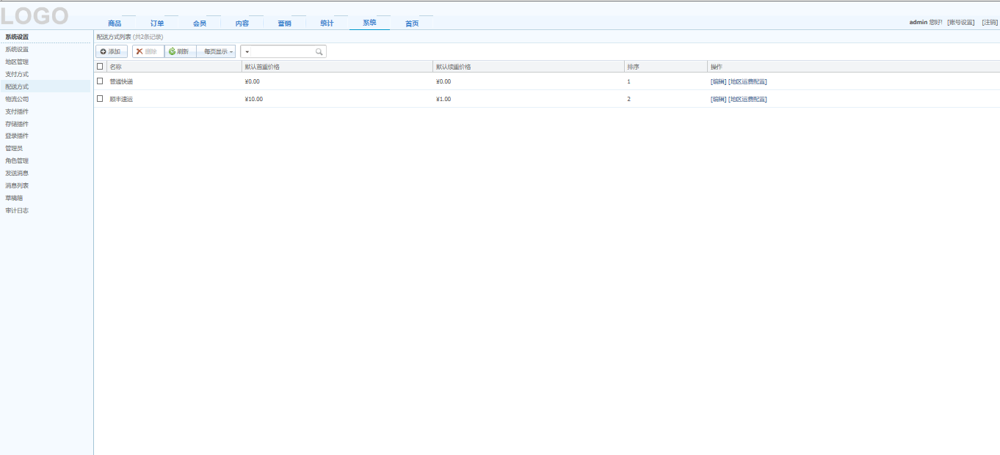 LOGO
商品 订单 会员 内容 营销 统计 系统 首页
admin 您好! [账号设置] [注销]
系统设置
系统设置
地区管理
支付方式
配送方式
物流公司
支付插件
存储插件
登录插件
管理员
角色管理
发送消息
消息列表
草稿箱
审计日志
配送方式列表 (共2条记录)
添加 删除 刷新 每页显示
名称 默认首重价格 默认续重价格 排序 操作
普通快递 ¥0.00 ¥0.00 1 [编辑] [地区运费配置]
顺丰速运 ¥10.00 ¥1.00 2 [编辑] [地区运费配置]